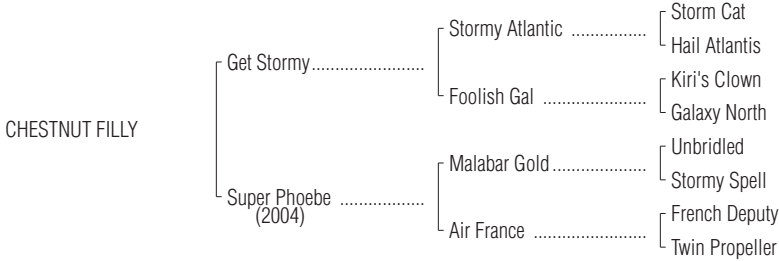 Storm Cat
Stormy Atlantic ................
Hail Atlantis
Get Stormy........................
Kiri's Clown
Foolish Gal ......................
Galaxy North
CHESTNUT FILLY
Unbridled
Malabar Gold....................
Stormy Spell
Super Phoebe ..................
(2004)
French Deputy
Air France ........................
Twin Propeller